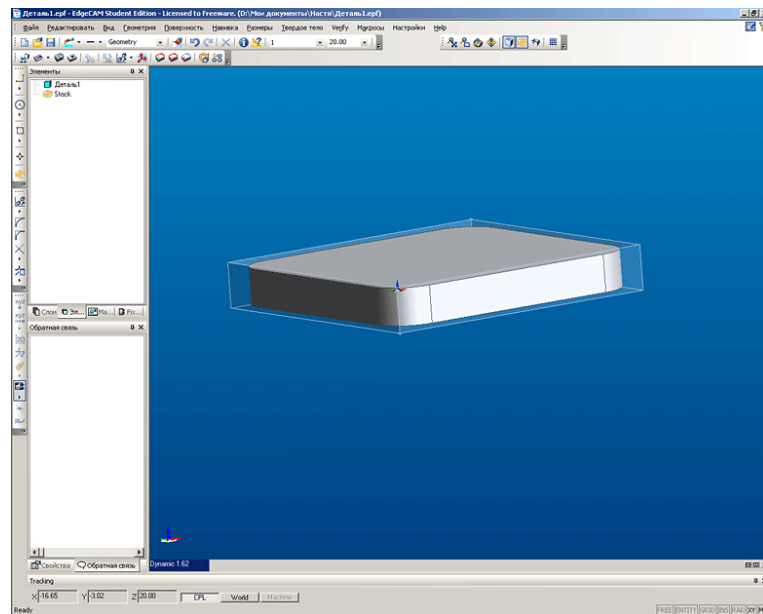 Деталь1.epf - EdgeCAM Student Edition - Licensed to Freeware. (D:\Мои документы\Настя\Деталь1.epf)
Файл Редактировать Вид Геометрия Поверхность Навивка Размеры Твердое тело Verify Макросы Настройки Help
Geometry 1 20.00
Элементы
Деталь1
Stock
Слои Эл... Ма... Fix...
Обратная связь
Свойства Обратная связь
Dynamic 1.62
Tracking
X -16.65 Y -3.02 Z 20.00 CPL World Machine
Ready
FREE ENTITY GRID INS RAD XY